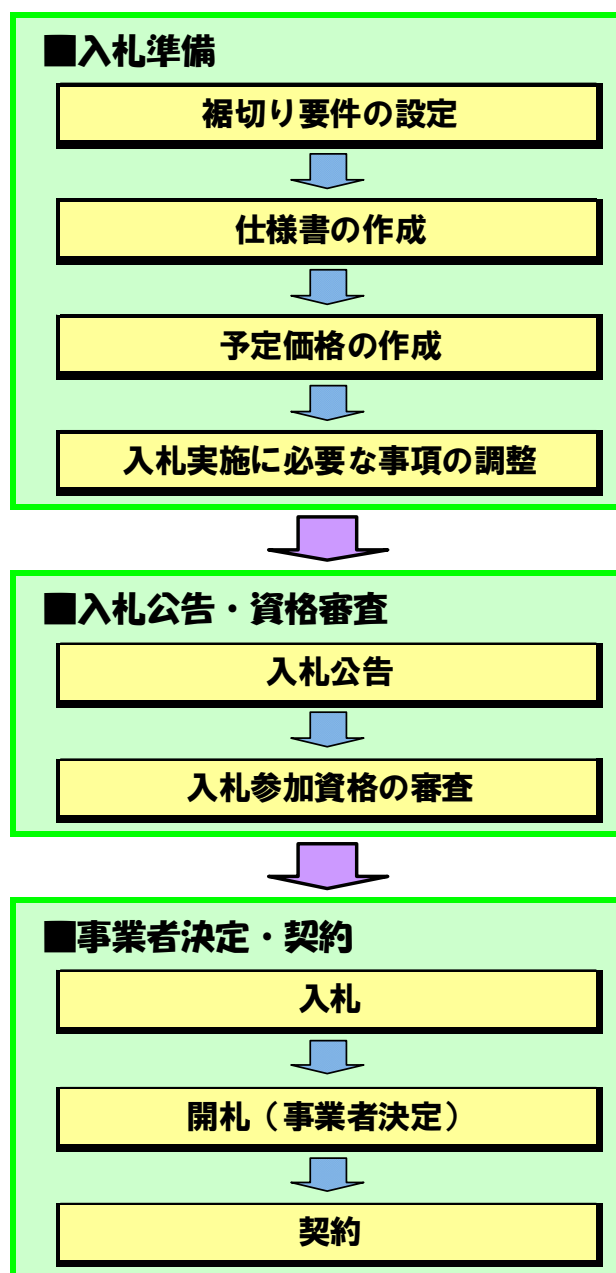 ■入札準備
裾切り要件の設定
仕様書の作成
予定価格の作成
入札実施に必要な事項の調整
■入札公告・資格審査
入札公告
入札参加資格の審査
■事業者決定・契約
入札
開札（事業者決定）
契約